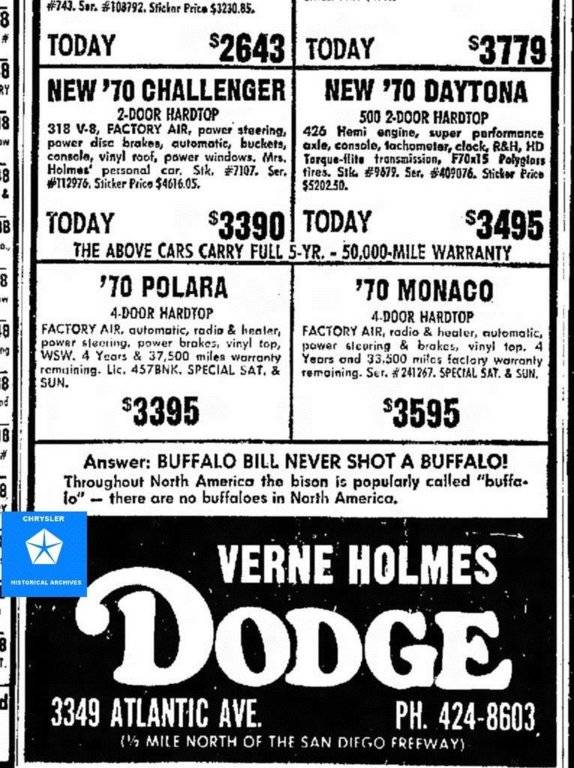 #743. Ser. #108792. Sticker Price $3230.85.
TODAY $2643
TODAY $3779
NEW '70 CHALLENGER
2-DOOR HARDTOP
318 V-8, FACTORY AIR, power steering,
power disc brakes, automatic, buckets,
console, vinyl roof, power windows. Mrs.
Holmes' personal car. Stk. #7107. Ser.
#112976. Sticker Price $4616.05.
TODAY $3390
NEW '70 DAYTONA
500 2-DOOR HARDTOP
426 Hemi engine, super performance
axle, console, tachometer, clock, R&H, HD
Torque-flite transmission, F70x15 Polyglass
tires. Stk. #9679. Ser. #409076. Sticker Price
$5202.50.
TODAY $3495
THE ABOVE CARS CARRY FULL 5-YR. - 50,000-MILE WARRANTY
'70 POLARA
4-DOOR HARDTOP
FACTORY AIR, automatic, radio & heater,
power steering, power brakes, vinyl top,
WSW. 4 Years & 37,500 miles warranty
remaining. Lic. 457BNK. SPECIAL SAT. &
SUN.
$3395
'70 MONACO
4-DOOR HARDTOP
FACTORY AIR, radio & heater, automatic,
power steering & brakes, vinyl top. 4
Years and 33,500 miles factory warranty
remaining. Ser. #241267. SPECIAL SAT. & SUN.
$3595
Answer: BUFFALO BILL NEVER SHOT A BUFFALO!
Throughout North America the bison is popularly called "buffa-
lo" — there are no buffaloes in North America.
CHRYSLER
HISTORICAL ARCHIVES
VERNE HOLMES
DODGE
3349 ATLANTIC AVE. PH. 424-8603
(½ MILE NORTH OF THE SAN DIEGO FREEWAY)